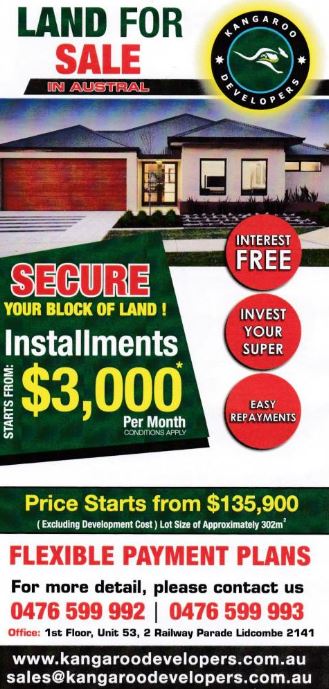 LAND FOR
SALE
IN AUSTRAL
KANGAROO
DEVELOPERS
INTEREST
FREE
SECURE
YOUR BLOCK OF LAND !
INVEST
YOUR
SUPER
Installments
STARTS FROM:
$3,000*
Per Month
CONDITIONS APPLY
EASY
REPAYMENTS
Price Starts from $135,900
( Excluding Development Cost ) Lot Size of Approximately 302m²
FLEXIBLE PAYMENT PLANS
For more detail, please contact us
0476 599 992 | 0476 599 993
Office: 1st Floor, Unit 53, 2 Railway Parade Lidcombe 2141
www.kangaroodevelopers.com.au
sales@kangaroodevelopers.com.au